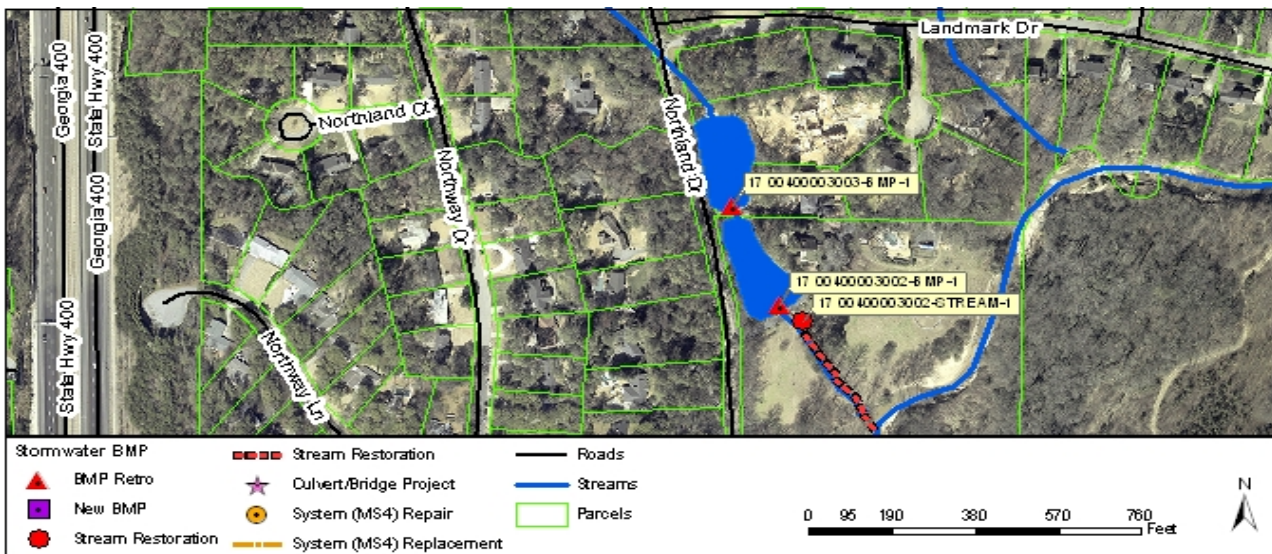 Landmark Dr
Georgia 400
State Hwy 400
Northland Ct
Northway Ct
Northland Dr
17 00400003003-BMP-1
Georgia 400
17 00400003002-BMP-1
17 00400003002-STREAM-1
State Hwy 400
Northway Ln
Stormwater BMP
BMP Retro
New BMP
Stream Restoration
Stream Restoration
Culvert/Bridge Project
System (MS4) Repair
System (MS4) Replacement
Roads
Streams
Parcels
N
0 95 190 380 570 760
Feet